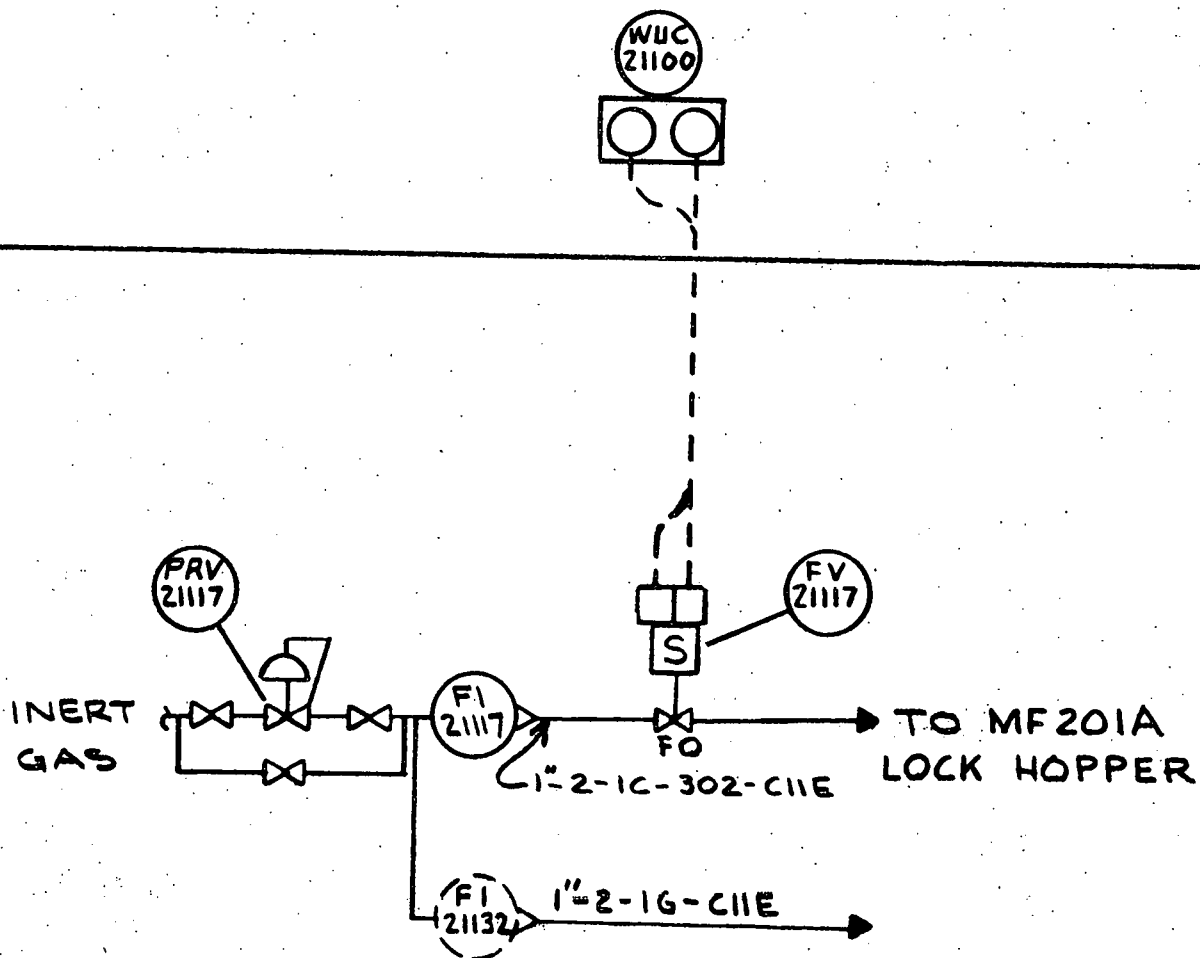 WUC
21100
PRV
21117
FV
21117
S
INERT
GAS
FI
21117
FO
TO MF201A
LOCK HOPPER
1"-2-1C-302-C11E
FI
21132
1"-2-1G-C11E